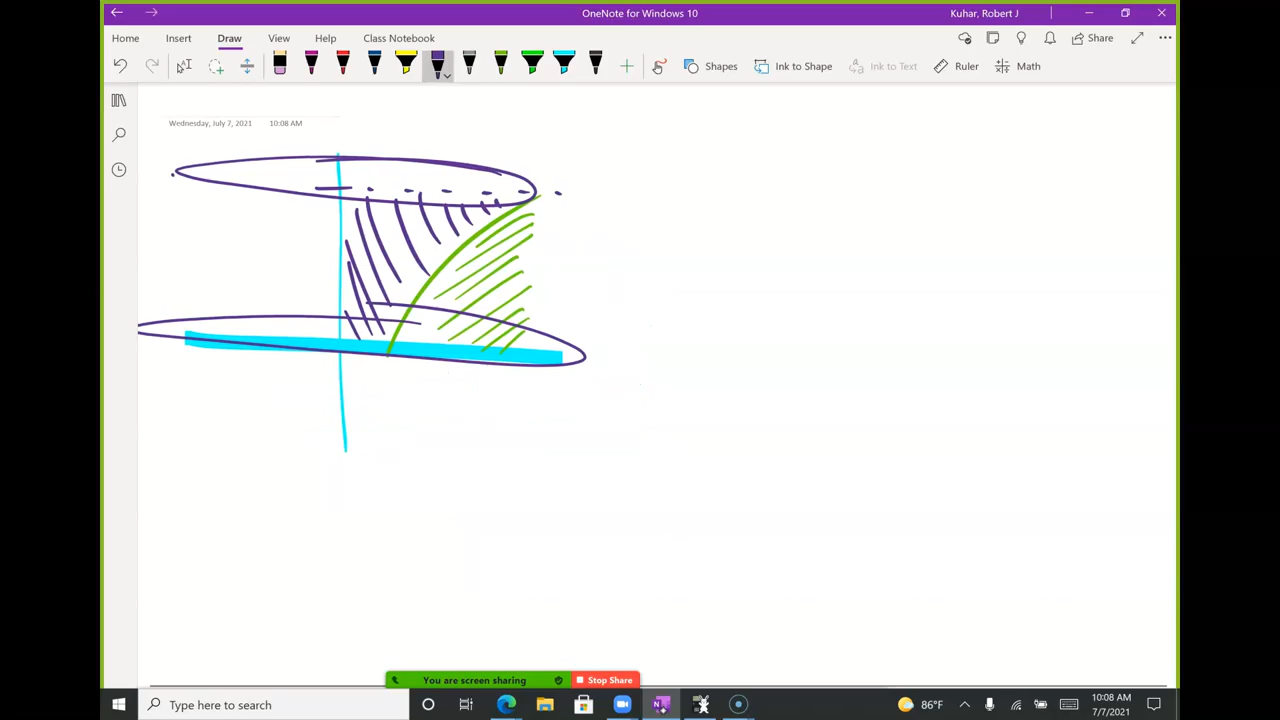 OneNote for Windows 10
Kuhar, Robert J
Home
Insert
Draw
View
Help
Class Notebook
Share
Shapes
Ink to Shape
Ink to Text
Ruler
Math
Wednesday, July 7, 2021 10:08 AM
You are screen sharing
Stop Share
Type here to search
86°F
10:08 AM
7/7/2021